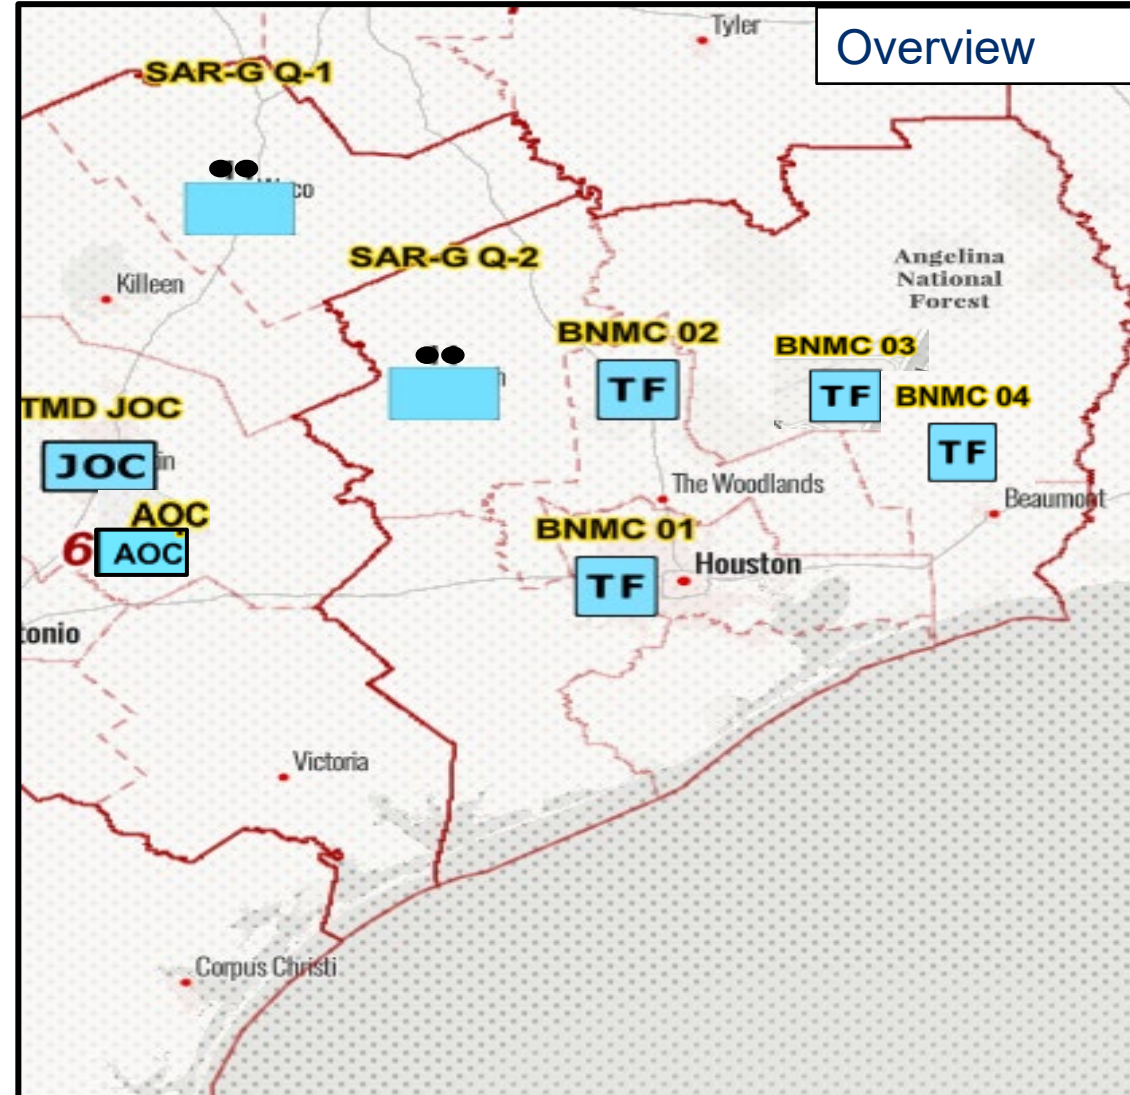 Tyler
Overview
SAR-G Q-1
Killeen
SAR-G Q-2
Angelina
National
Forest
BNMC 02
BNMC 03
TF
TF
BNMC 04
TMD JOC
JOC
TF
The Woodlands
Beaumont
AOC
BNMC 01
6
AOC
Houston
TF
tonio
Victoria
Corpus Christi